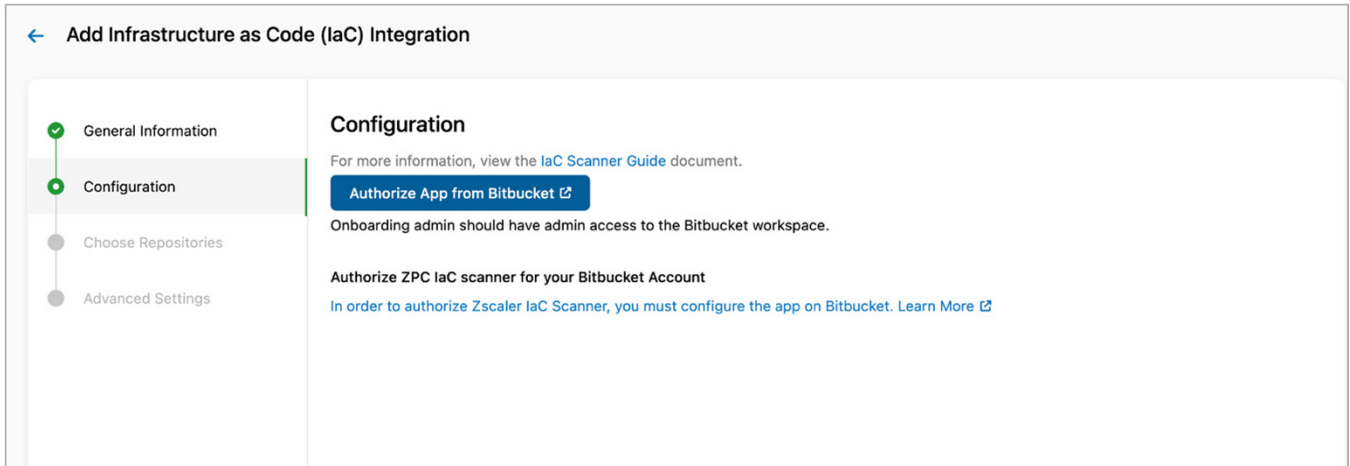 Add Infrastructure as Code (IaC) Integration
General Information
Configuration
Choose Repositories
Advanced Settings
Configuration
For more information, view the IaC Scanner Guide document.
Authorize App from Bitbucket
Onboarding admin should have admin access to the Bitbucket workspace.
Authorize ZPC IaC scanner for your Bitbucket Account
In order to authorize Zscaler IaC Scanner, you must configure the app on Bitbucket. Learn More